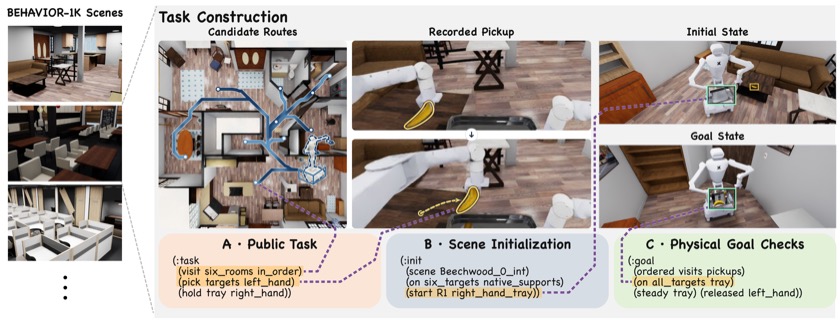 BEHAVIOR-1K Scenes
Task Construction
Candidate Routes
Recorded Pickup
Initial State
Goal State
A · Public Task
(:task
(visit six_rooms in_order)
(pick targets left_hand)
(hold tray right_hand))
B · Scene Initialization
(:init
(scene Beechwood_0_int)
(on six_targets native_supports)
(start R1 right_hand_tray))
C · Physical Goal Checks
(:goal
(ordered visits pickups)
(on all_targets tray)
(steady tray) (released left_hand))